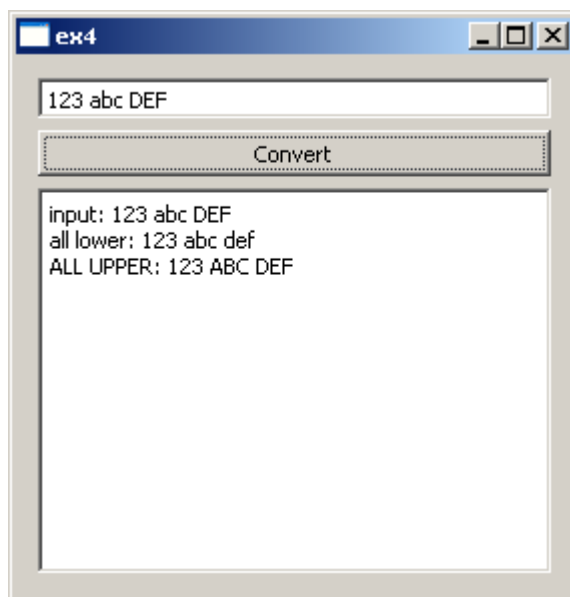 ex4
123 abc DEF
Convert
input: 123 abc DEF
all lower: 123 abc def
ALL UPPER: 123 ABC DEF